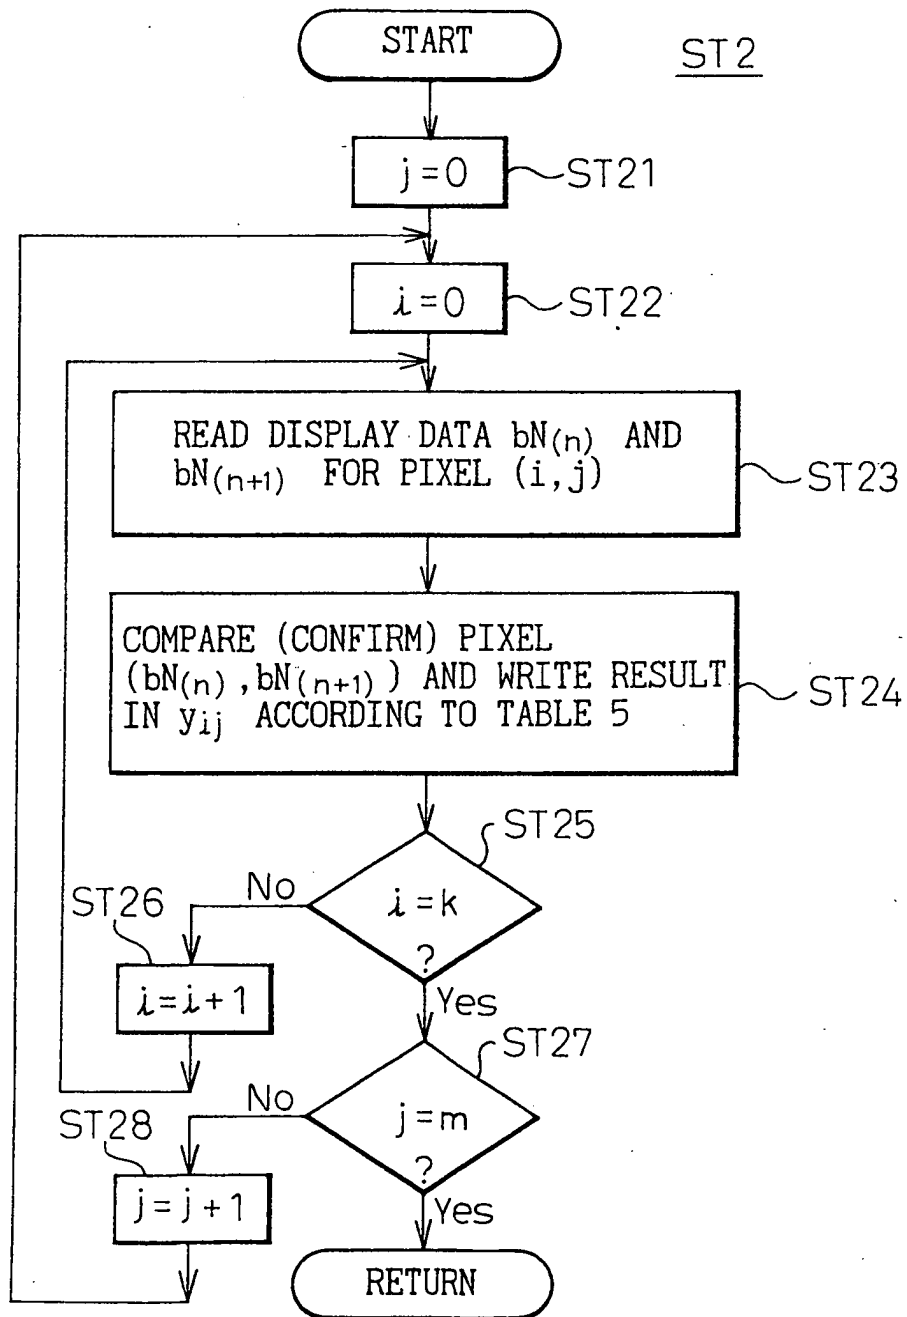 START
ST2
j=0
ST21
i=0
ST22
READ DISPLAY DATA bN(n) AND
bN(n+1) FOR PIXEL (i,j)
ST23
COMPARE (CONFIRM) PIXEL
(bN(n),bN(n+1)) AND WRITE RESULT
IN yij ACCORDING TO TABLE 5
ST24
ST25
i=k
?
No
Yes
ST26
i=i+1
ST27
j=m
?
No
Yes
ST28
j=j+1
RETURN